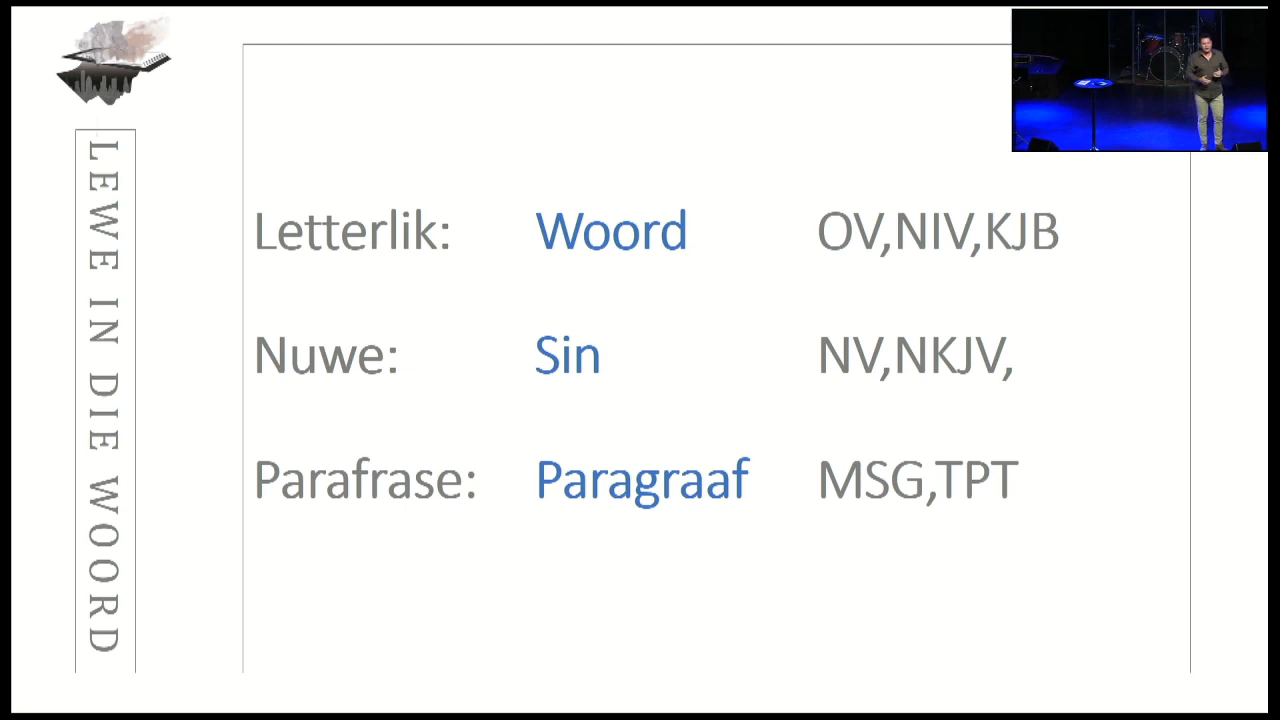 LEWE IN DIE WOORD
Letterlik: Woord OV,NIV,KJB
Nuwe: Sin NV,NKJV,
Parafrase: Paragraaf MSG,TPT